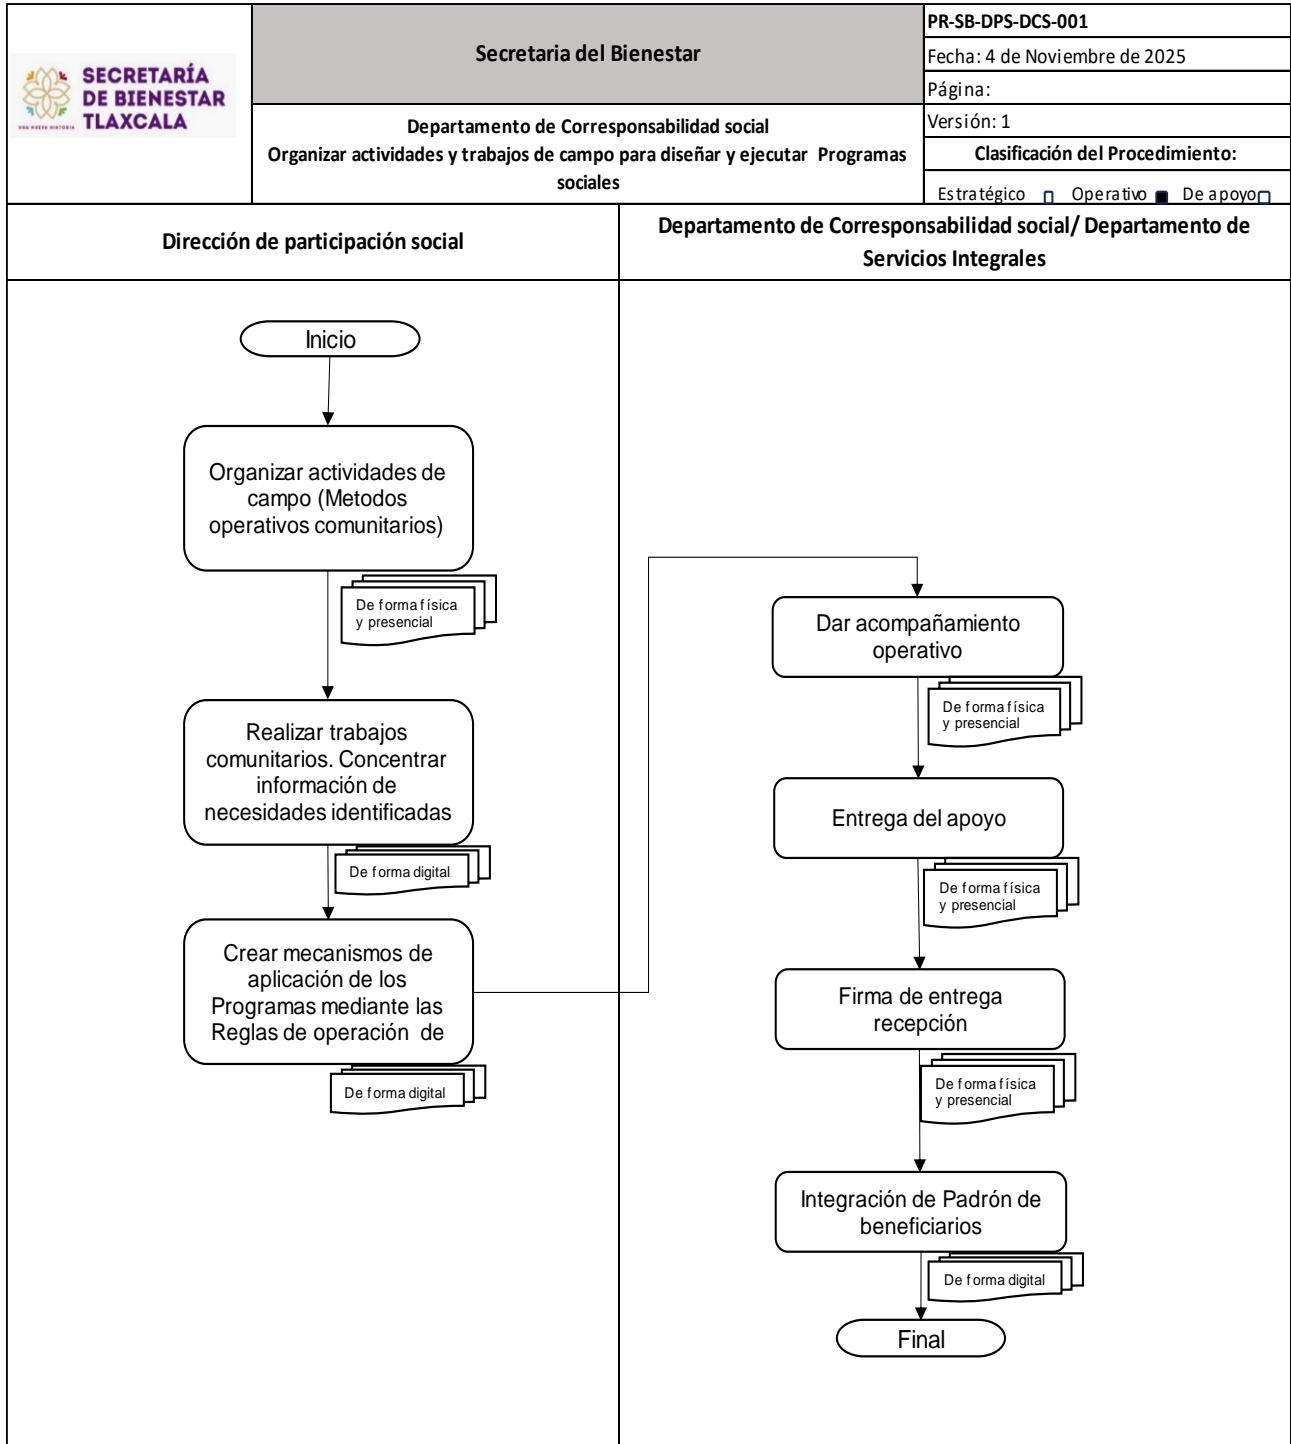 SECRETARÍA
DE BIENESTAR
TLAXCALA
UNA NUEVA HISTORIA
Secretaria del Bienestar
Departamento de Corresponsabilidad social
Organizar actividades y trabajos de campo para diseñar y ejecutar Programas
sociales
PR-SB-DPS-DCS-001
Fecha: 4 de Noviembre de 2025
Página:
Versión: 1
Clasificación del Procedimiento:
Estratégico Operativo De apoyo
Dirección de participación social
Departamento de Corresponsabilidad social/ Departamento de
Servicios Integrales
Inicio
Organizar actividades de
campo (Metodos
operativos comunitarios)
De forma física
y presencial
Realizar trabajos
comunitarios. Concentrar
información de
necesidades identificadas
De forma digital
Crear mecanismos de
aplicación de los
Programas mediante las
Reglas de operación de
De forma digital
Dar acompañamiento
operativo
De forma física
y presencial
Entrega del apoyo
De forma física
y presencial
Firma de entrega
recepción
De forma física
y presencial
Integración de Padrón de
beneficiarios
De forma digital
Final